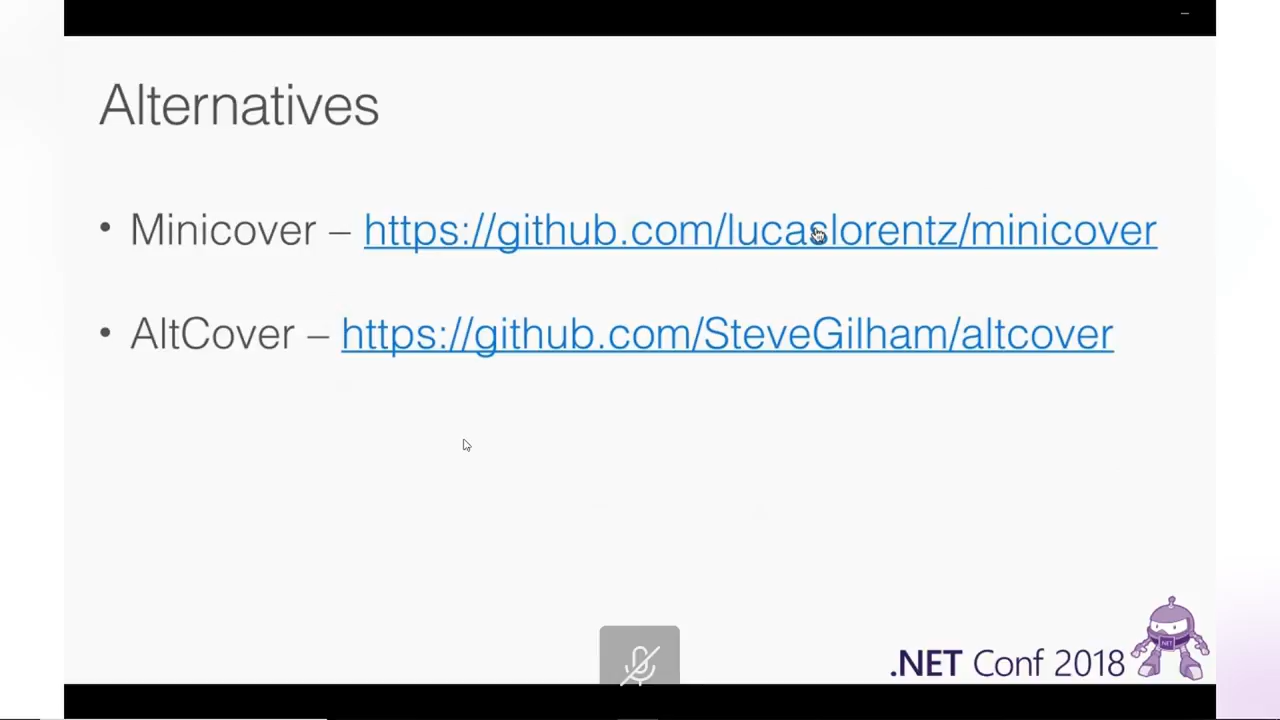 Alternatives
• Minicover – https://github.com/lucaslorentz/minicover
• AltCover – https://github.com/SteveGilham/altcover
.NET Conf 2018